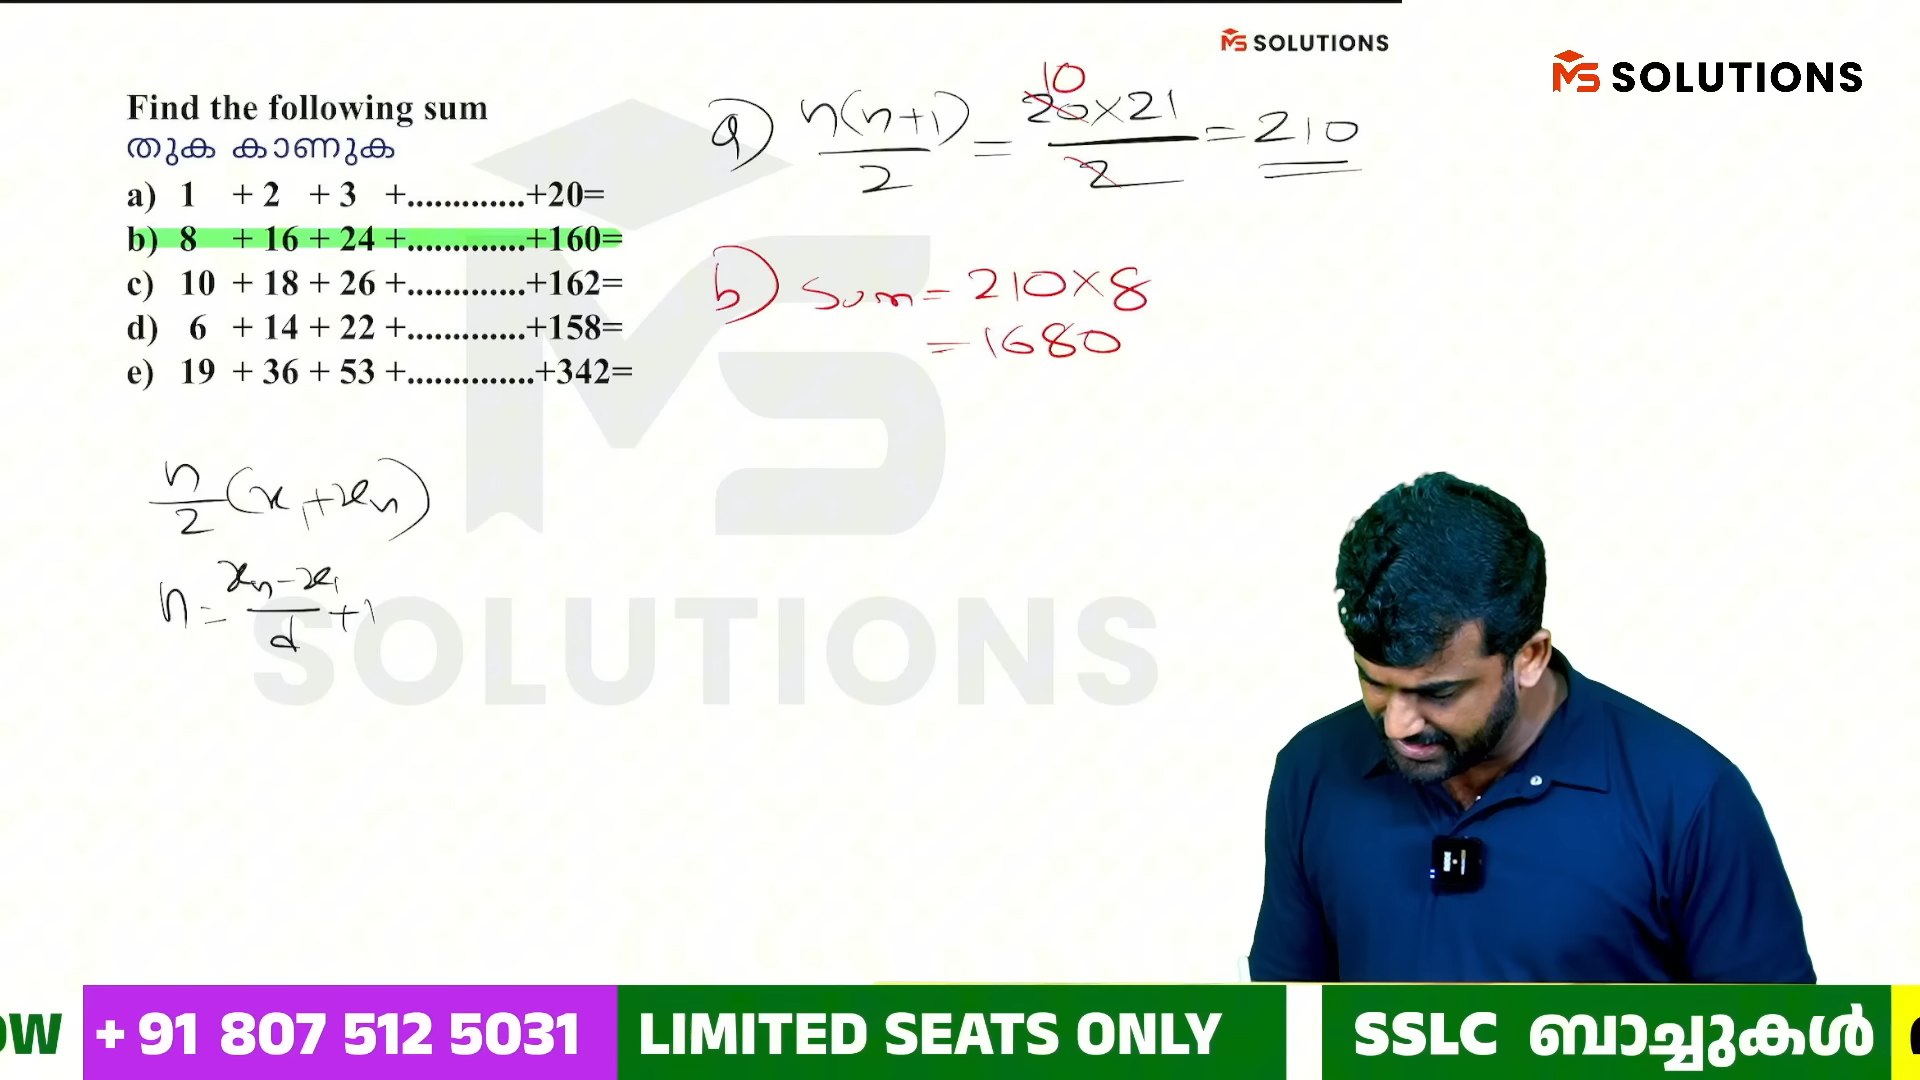 MS SOLUTIONS
MS SOLUTIONS
Find the following sum
തുക കാണുക
a) 1 + 2 + 3 +.............+20=
b) 8 + 16 + 24 +.............+160=
c) 10 + 18 + 26 +.............+162=
d) 6 + 14 + 22 +.............+158=
e) 19 + 36 + 53 +..............+342=
n/2 (x₁+xₙ)
n = (xₙ-x₁)/d +1
a) n(n+1)/2 = 20×21/2 = 210
10
b) Sum = 210×8
= 1680
MS
SOLUTIONS
OW
+ 91 807 512 5031
LIMITED SEATS ONLY
SSLC ബാച്ചുകൾ